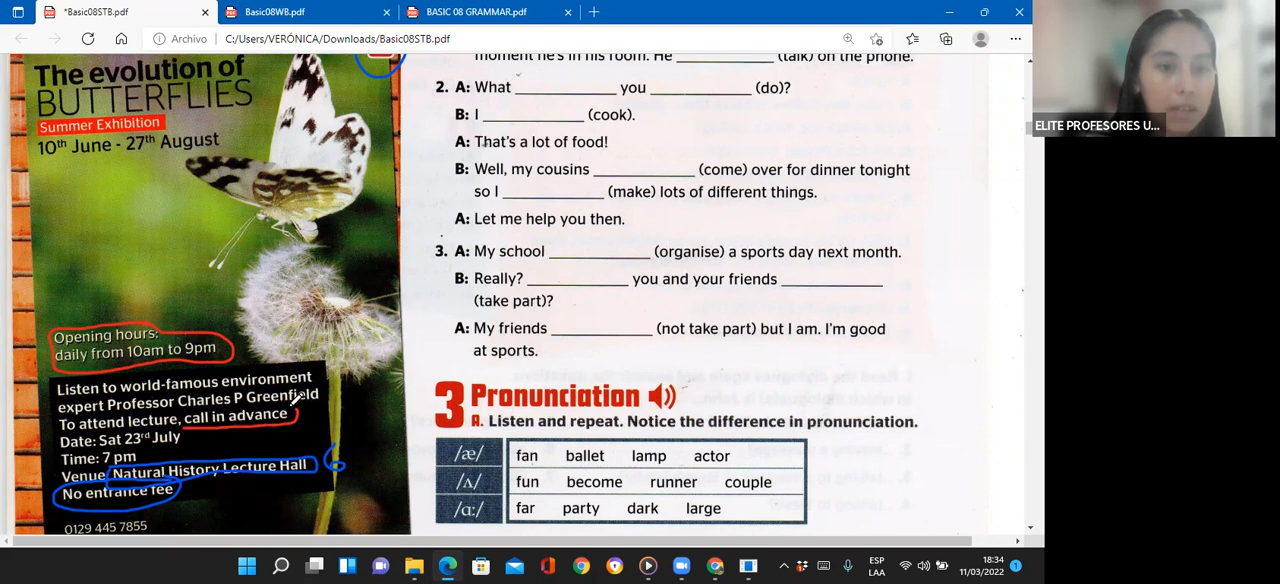 *Basic08STB.pdf
Basic08WB.pdf
BASIC 08 GRAMMAR.pdf
Archivo
C:/Users/VERÓNICA/Downloads/Basic08STB.pdf
The evolution of
BUTTERFLIES
Summer Exhibition
10th June - 27th August
Opening hours:
daily from 10am to 9pm
Listen to world-famous environment
expert Professor Charles P Greenfield
To attend lecture, call in advance
Date: Sat 23rd July
Time: 7 pm
Venue Natural History Lecture Hall
No entrance fee
0129 445 7855
6
moment he's in his room. He ____________ (talk) on the phone.
2. A: What ____________ you ____________ (do)?
B: I ____________ (cook).
A: That's a lot of food!
B: Well, my cousins ____________ (come) over for dinner tonight
so I ____________ (make) lots of different things.
A: Let me help you then.
3. A: My school ____________ (organise) a sports day next month.
B: Really? ____________ you and your friends ____________
(take part)?
A: My friends ____________ (not take part) but I am. I'm good
at sports.
3 Pronunciation
A. Listen and repeat. Notice the difference in pronunciation.
/æ/ fan ballet lamp actor
/ʌ/ fun become runner couple
/ɑ:/ far party dark large
ELITE PROFESORES U...
ESP
LAA
18:34
11/03/2022
1